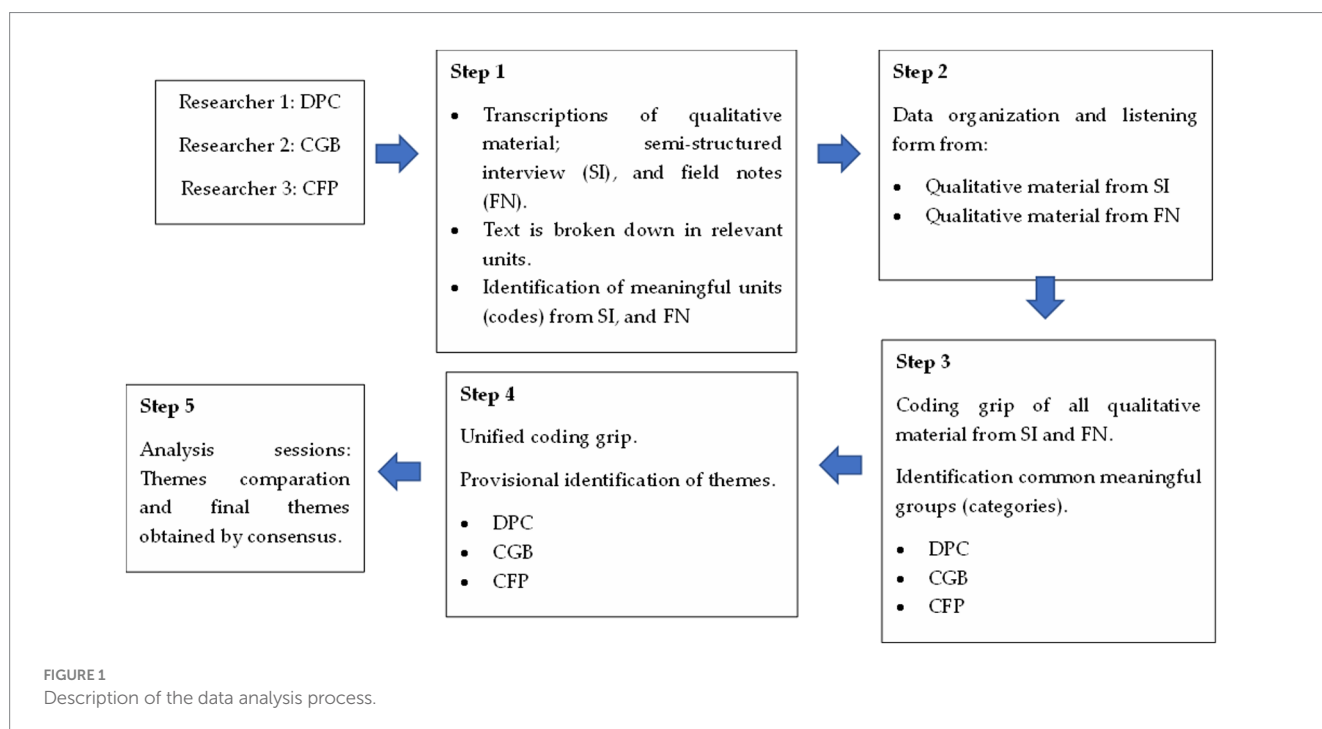 Researcher 1: DPC
Researcher 2: CGB
Researcher 3: CFP
Step 1
• Transcriptions of qualitative
material; semi-structured
interview (SI), and field notes
(FN).
• Text is broken down in relevant
units.
• Identification of meaningful units
(codes) from SI, and FN
Step 2
Data organization and listening
form from:
• Qualitative material from SI
• Qualitative material from FN
Step 3
Coding grip of all qualitative
material from SI and FN.
Identification common meaningful
groups (categories).
• DPC
• CGB
• CFP
Step 4
Unified coding grip.
Provisional identification of themes.
• DPC
• CGB
• CFP
Step 5
Analysis sessions:
Themes comparison
and final themes
obtained by consensus.
FIGURE 1
Description of the data analysis process.